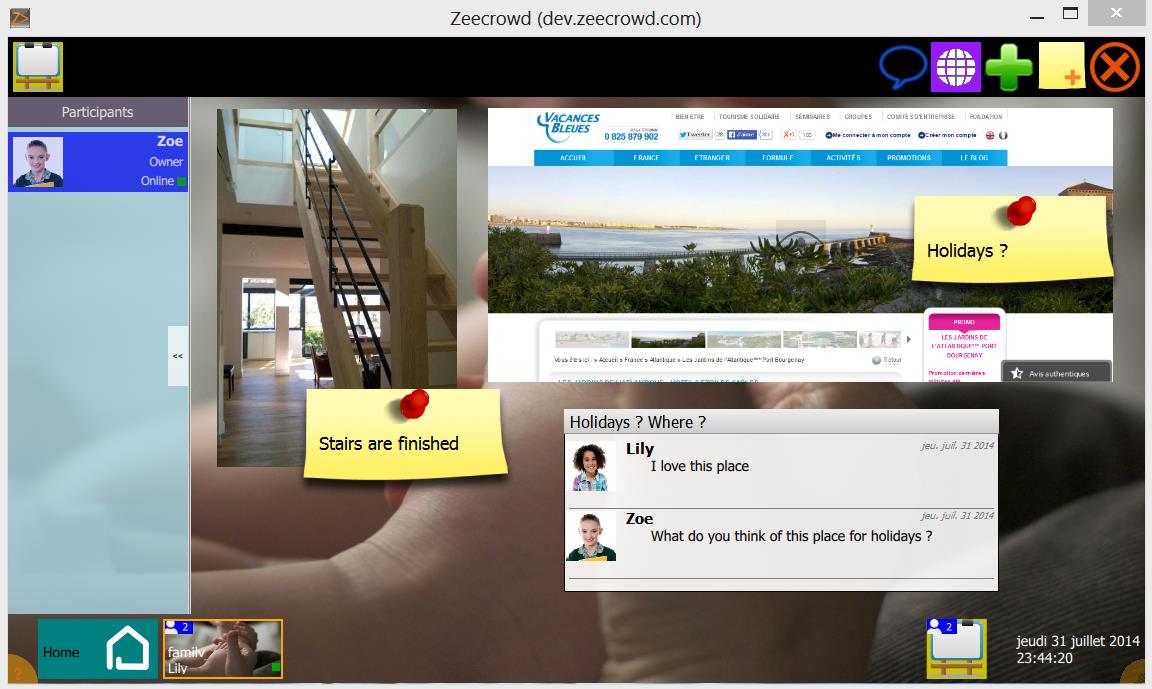 Zeecrowd (dev.zeecrowd.com)
Participants
Zoe
Owner
Online
<<
VACANCES
BLEUES
0 825 879 902
BIEN ETRE
TOURISME SOLIDAIRE
SÉMINAIRES
GROUPES
COMITÉS D'ENTREPRISE
FONDATION
Tweeter
28
J'aime
+1
Me connecter à mon compte
Créer mon compte
ACCUEIL
FRANCE
ETRANGER
FORMULE
ACTIVITÉS
PROMOTIONS
LE BLOG
Holidays ?
Vous êtes ici : » Accueil » France » Atlantique » Les Jardins de l'Atlantique*** Port Bourgenay
Retour
PROMO
LES JARDINS DE
L'ATLANTIQUE*** PORT
BOURGENAY
Promotion dernières
Avis authentiques
Stairs are finished
Holidays ? Where ?
Lily
jeu. juil. 31 2014
I love this place
Zoe
jeu. juil. 31 2014
What do you think of this place for holidays ?
?
Home
2
family
Lily
2
jeudi 31 juillet 2014
23:44:20